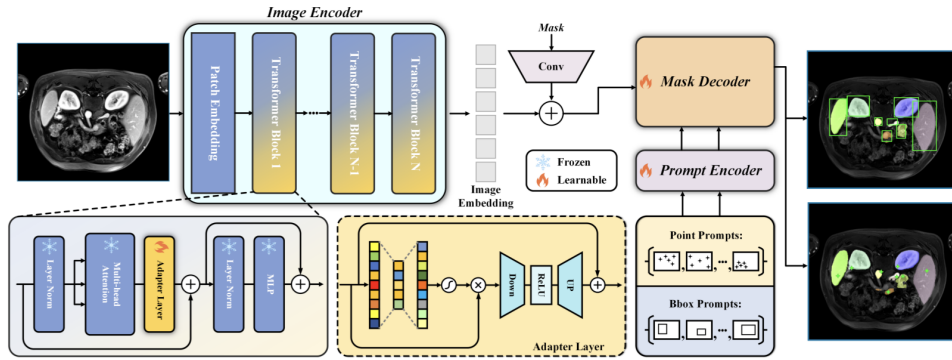 Image Encoder
Patch Embedding
Transformer Block 1
Transformer Block N-1
Transformer Block N
Image
Embedding
Mask
Conv
Mask Decoder
Prompt Encoder
Frozen
Learnable
Layer Norm
Multi-head
Attention
Adapter Layer
Layer Norm
MLP
Down
ReLU
UP
Adapter Layer
Point Prompts:
Bbox Prompts: